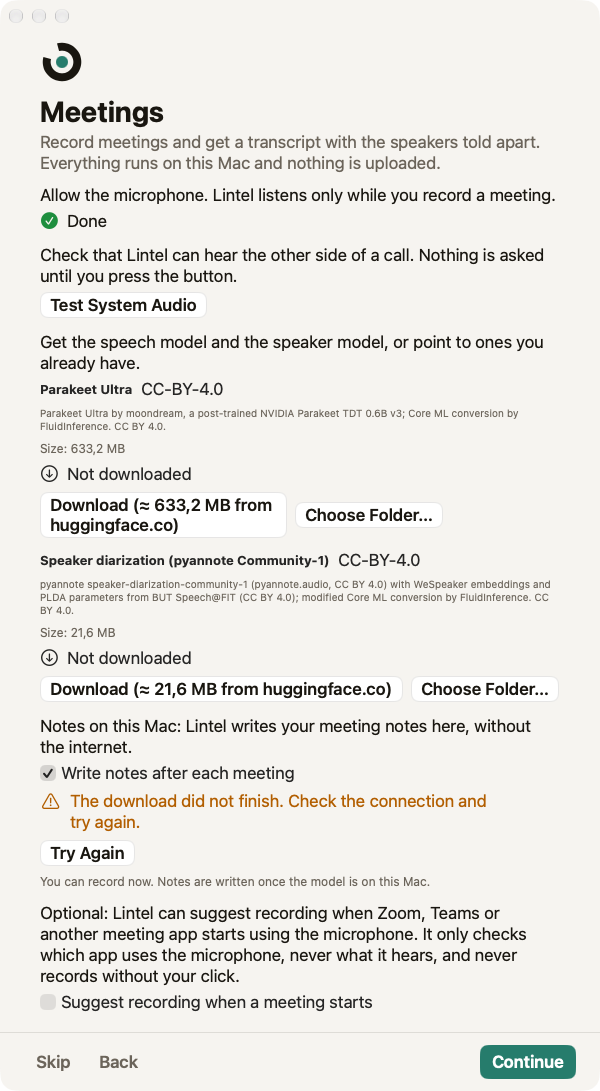 Meetings
Record meetings and get a transcript with the speakers told apart.
Everything runs on this Mac and nothing is uploaded.
Allow the microphone. Lintel listens only while you record a meeting.
Done
Check that Lintel can hear the other side of a call. Nothing is asked
until you press the button.
Test System Audio
Get the speech model and the speaker model, or point to ones you
already have.
Parakeet Ultra CC-BY-4.0
Parakeet Ultra by moondream, a post-trained NVIDIA Parakeet TDT 0.6B v3; Core ML conversion by
FluidInference. CC BY 4.0.
Size: 633,2 MB
Not downloaded
Download (≈ 633,2 MB from
huggingface.co)
Choose Folder...
Speaker diarization (pyannote Community-1) CC-BY-4.0
pyannote speaker-diarization-community-1 (pyannote.audio, CC BY 4.0) with WeSpeaker embeddings and
PLDA parameters from BUT Speech@FIT (CC BY 4.0); modified Core ML conversion by FluidInference. CC
BY 4.0.
Size: 21,6 MB
Not downloaded
Download (≈ 21,6 MB from huggingface.co) Choose Folder...
Notes on this Mac: Lintel writes your meeting notes here, without
the internet.
Write notes after each meeting
The download did not finish. Check the connection and
try again.
Try Again
You can record now. Notes are written once the model is on this Mac.
Optional: Lintel can suggest recording when Zoom, Teams or
another meeting app starts using the microphone. It only checks
which app uses the microphone, never what it hears, and never
records without your click.
Suggest recording when a meeting starts
Skip Back Continue